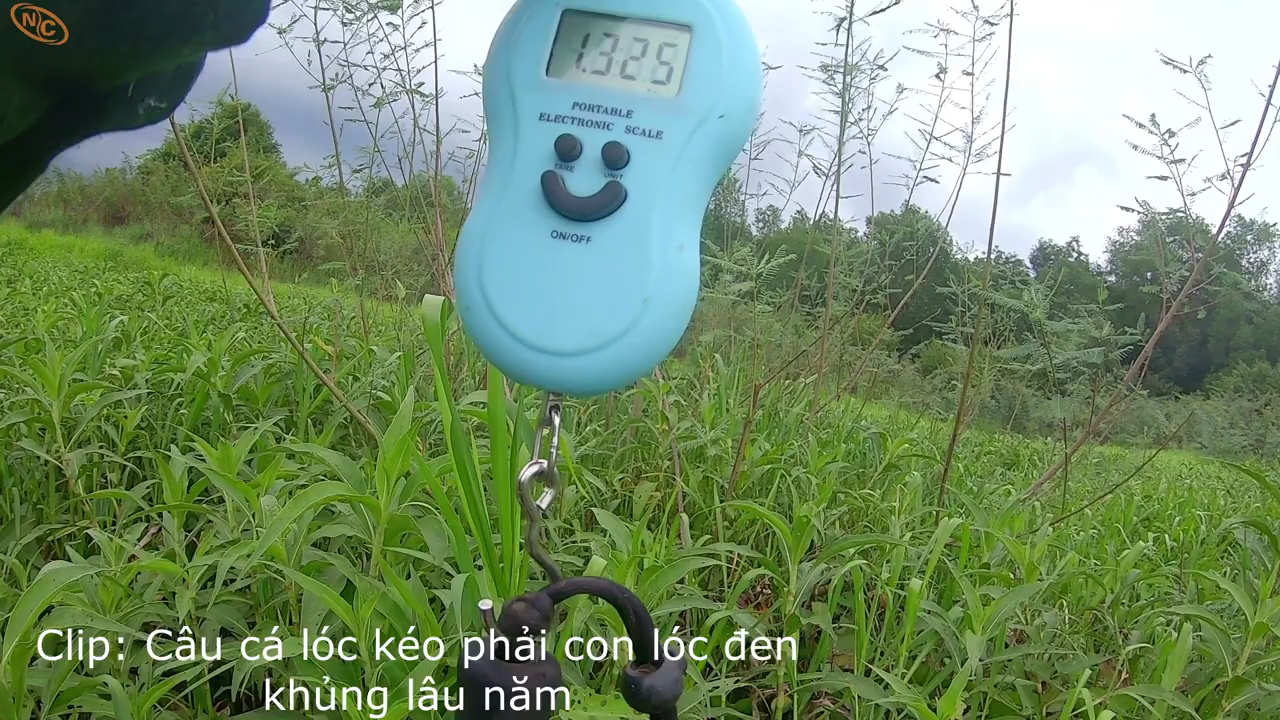 NC
1.325
PORTABLE
ELECTRONIC SCALE
TARE UNIT
ON/OFF
Clip: Câu cá lóc kéo phải con lóc đen
khủng lâu năm